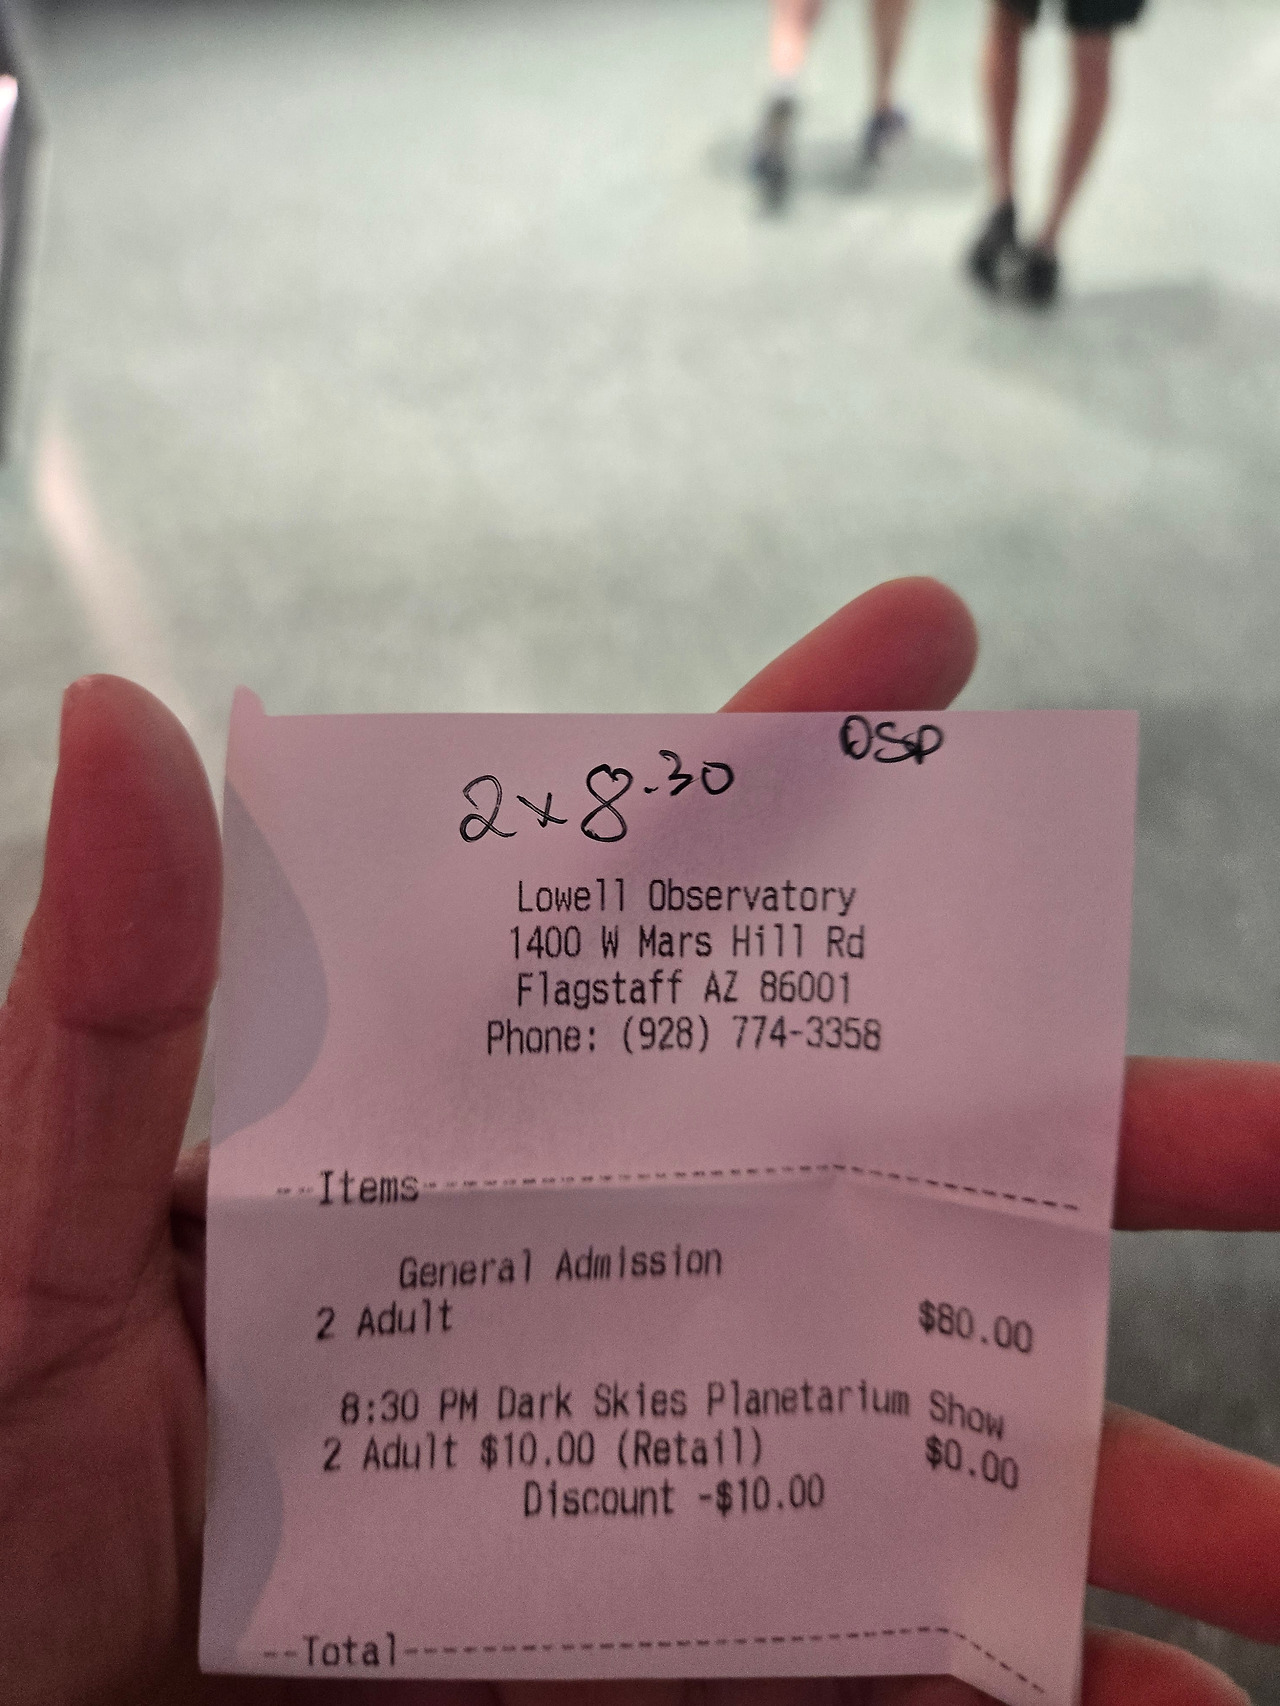 OSP
2 x 8.30
Lowell Observatory
1400 W Mars Hill Rd
Flagstaff AZ 86001
Phone: (928) 774-3358
--Items--------------------------------
General Admission
2 Adult $80.00
8:30 PM Dark Skies Planetarium Show
2 Adult $10.00 (Retail) $0.00
Discount -$10.00
--Total--------------------------------